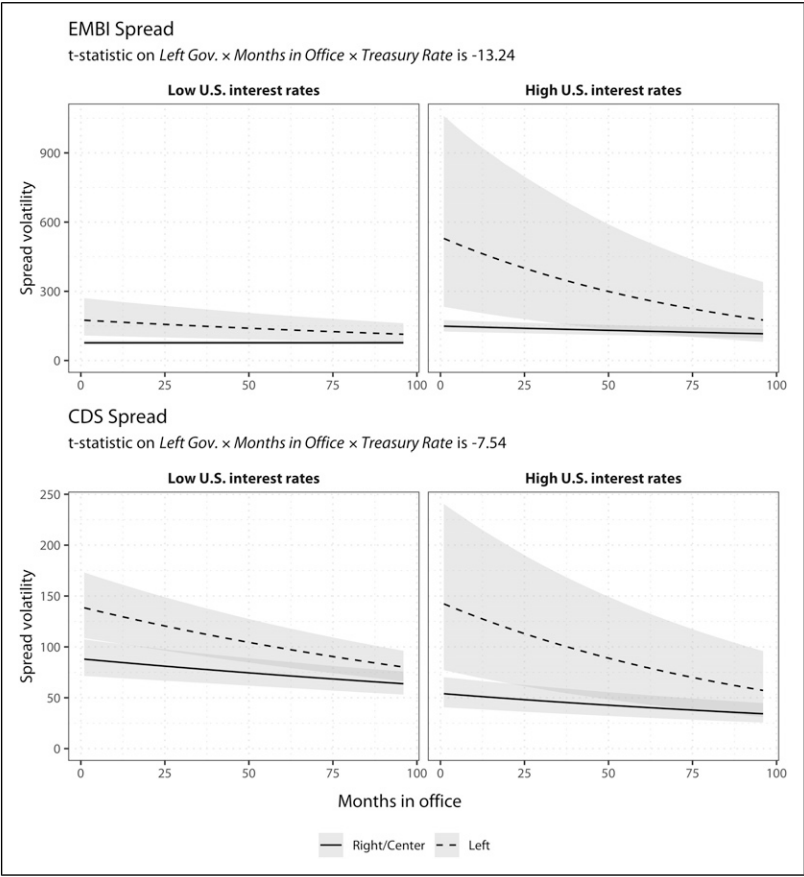 EMBI Spread
t-statistic on Left Gov. × Months in Office × Treasury Rate is -13.24
Low U.S. interest rates
High U.S. interest rates
Spread volatility
900
600
300
0
0 25 50 75 100
0 25 50 75 100
CDS Spread
t-statistic on Left Gov. × Months in Office × Treasury Rate is -7.54
Low U.S. interest rates
High U.S. interest rates
Spread volatility
250
200
150
100
50
0
0 25 50 75 100
0 25 50 75 100
Months in office
Right/Center Left